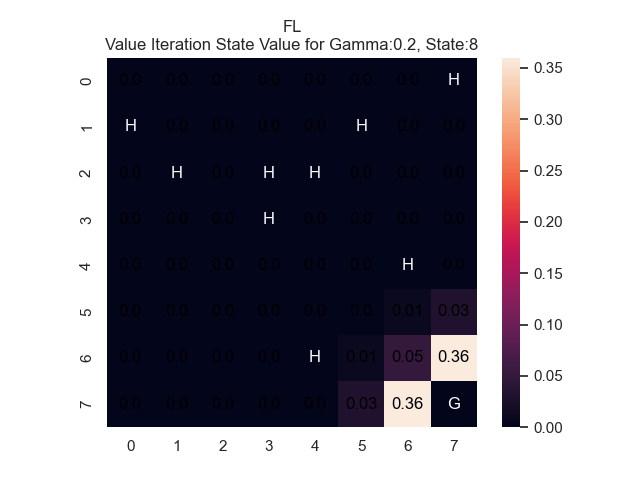 FL
Value Iteration State Value for Gamma:0.2, State:8
0 0.0 0.0 0.0 0.0 0.0 0.0 0.0 H 0.35
1 H 0.0 0.0 0.0 0.0 H 0.0 0.0 0.30
2 0.0 H 0.0 H H 0.0 0.0 0.0 0.25
3 0.0 0.0 0.0 H 0.0 0.0 0.0 0.0 0.20
4 0.0 0.0 0.0 0.0 0.0 0.0 H 0.0 0.15
5 0.0 0.0 0.0 0.0 0.0 0.0 0.01 0.03 0.10
6 0.0 0.0 0.0 0.0 H 0.01 0.05 0.36 0.05
7 0.0 0.0 0.0 0.0 0.0 0.03 0.36 G 0.00
0 1 2 3 4 5 6 7